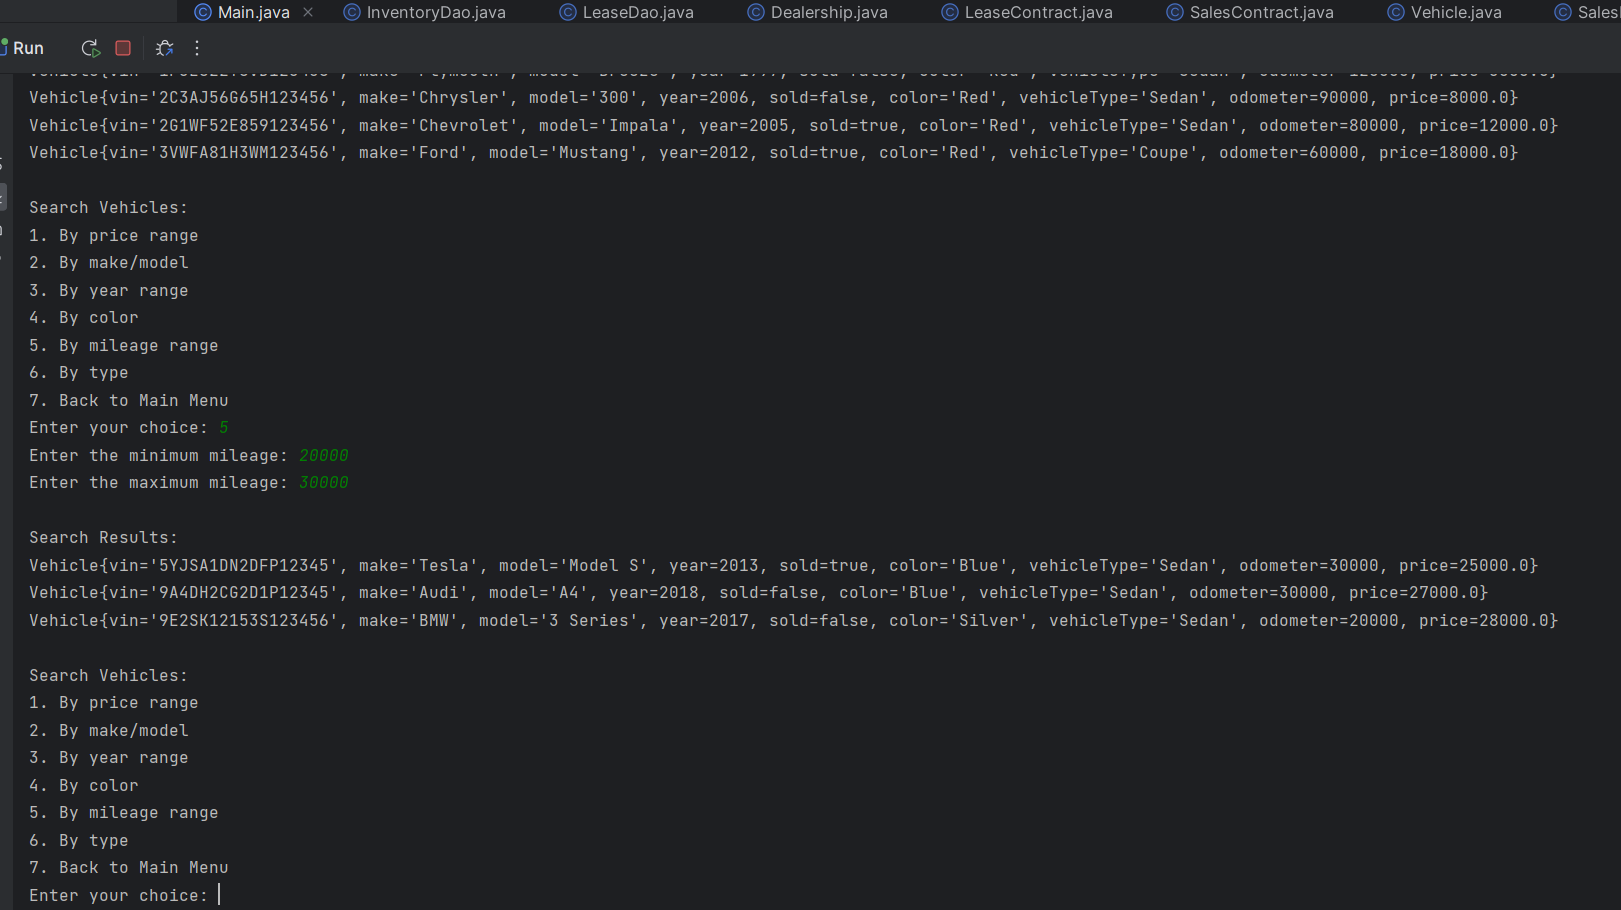 Main.java InventoryDao.java LeaseDao.java Dealership.java LeaseContract.java SalesContract.java Vehicle.java
Run
Vehicle{vin='2C3AJ56G65H123456', make='Chrysler', model='300', year=2006, sold=false, color='Red', vehicleType='Sedan', odometer=90000, price=8000.0}
Vehicle{vin='2G1WF52E859123456', make='Chevrolet', model='Impala', year=2005, sold=true, color='Red', vehicleType='Sedan', odometer=80000, price=12000.0}
Vehicle{vin='3VWFA81H3WM123456', make='Ford', model='Mustang', year=2012, sold=true, color='Red', vehicleType='Coupe', odometer=60000, price=18000.0}
Search Vehicles:
1. By price range
2. By make/model
3. By year range
4. By color
5. By mileage range
6. By type
7. Back to Main Menu
Enter your choice: 5
Enter the minimum mileage: 20000
Enter the maximum mileage: 30000
Search Results:
Vehicle{vin='5YJSA1DN2DFP12345', make='Tesla', model='Model S', year=2013, sold=true, color='Blue', vehicleType='Sedan', odometer=30000, price=25000.0}
Vehicle{vin='9A4DH2CG2D1P12345', make='Audi', model='A4', year=2018, sold=false, color='Blue', vehicleType='Sedan', odometer=30000, price=27000.0}
Vehicle{vin='9E2SK12153S123456', make='BMW', model='3 Series', year=2017, sold=false, color='Silver', vehicleType='Sedan', odometer=20000, price=28000.0}
Search Vehicles:
1. By price range
2. By make/model
3. By year range
4. By color
5. By mileage range
6. By type
7. Back to Main Menu
Enter your choice: